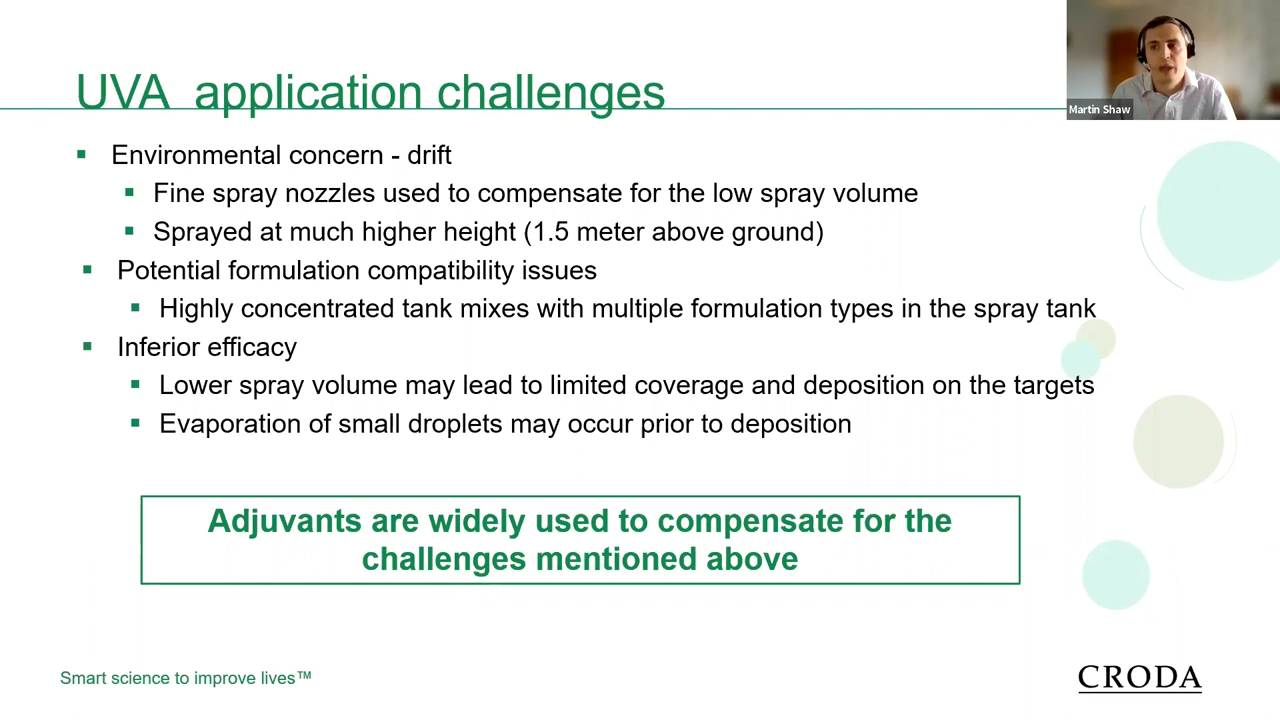 UVA application challenges
Martin Shaw
Environmental concern - drift
Fine spray nozzles used to compensate for the low spray volume
Sprayed at much higher height (1.5 meter above ground)
Potential formulation compatibility issues
Highly concentrated tank mixes with multiple formulation types in the spray tank
Inferior efficacy
Lower spray volume may lead to limited coverage and deposition on the targets
Evaporation of small droplets may occur prior to deposition
Adjuvants are widely used to compensate for the
challenges mentioned above
Smart science to improve lives™
CRODA